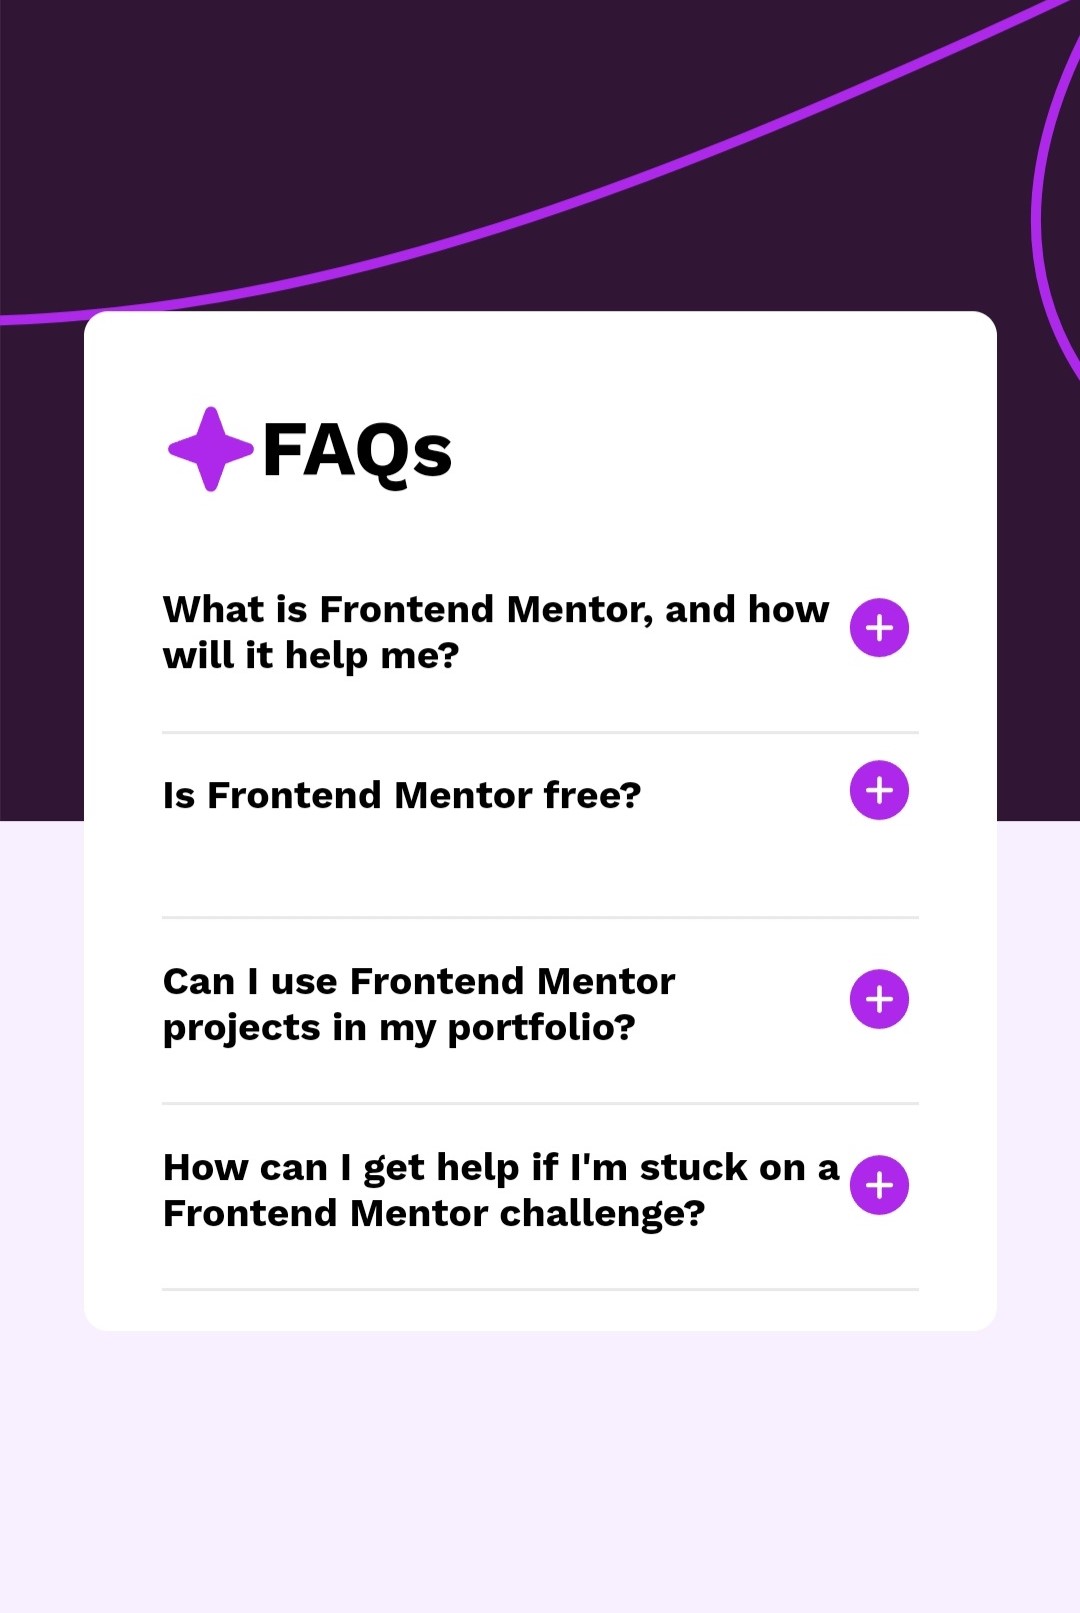 FAQs
What is Frontend Mentor, and how
will it help me?
Is Frontend Mentor free?
Can I use Frontend Mentor
projects in my portfolio?
How can I get help if I'm stuck on a
Frontend Mentor challenge?